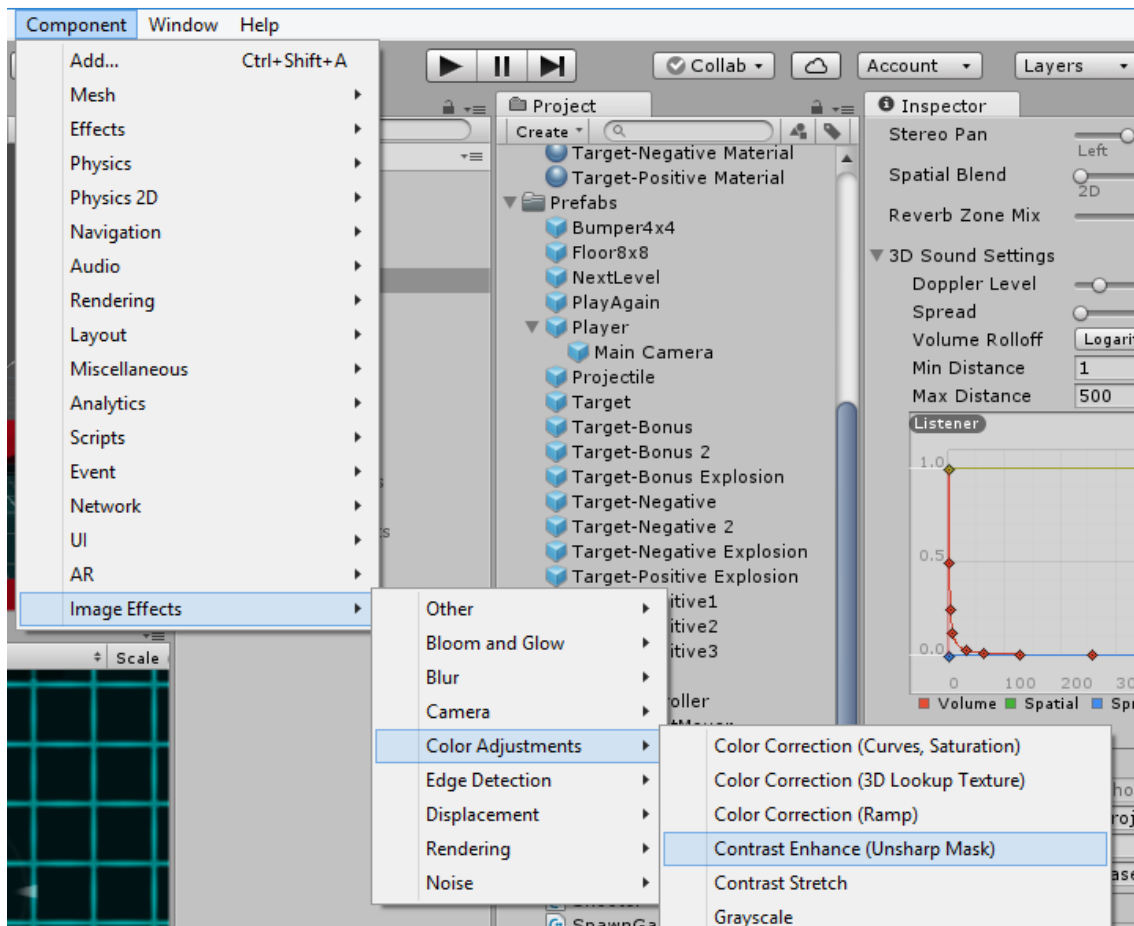 Component Window Help
Add... Ctrl+Shift+A
Mesh
Effects
Physics
Physics 2D
Navigation
Audio
Rendering
Layout
Miscellaneous
Analytics
Scripts
Event
Network
UI
AR
Image Effects
Other
Bloom and Glow
Blur
Camera
Color Adjustments
Edge Detection
Displacement
Rendering
Noise
Color Correction (Curves, Saturation)
Color Correction (3D Lookup Texture)
Color Correction (Ramp)
Contrast Enhance (Unsharp Mask)
Contrast Stretch
Grayscale
Scale
Collab
Account
Layers
Project
Create
Target-Negative Material
Target-Positive Material
Prefabs
Bumper4x4
Floor8x8
NextLevel
PlayAgain
Player
Main Camera
Projectile
Target
Target-Bonus
Target-Bonus 2
Target-Bonus Explosion
Target-Negative
Target-Negative 2
Target-Negative Explosion
Target-Positive Explosion
itive1
itive2
itive3
roller
Inspector
Stereo Pan
Left
Spatial Blend
2D
Reverb Zone Mix
3D Sound Settings
Doppler Level
Spread
Volume Rolloff Logarit
Min Distance 1
Max Distance 500
Listener
1.0
0.5
0.0
0 100 200 30
Volume Spatial Spr